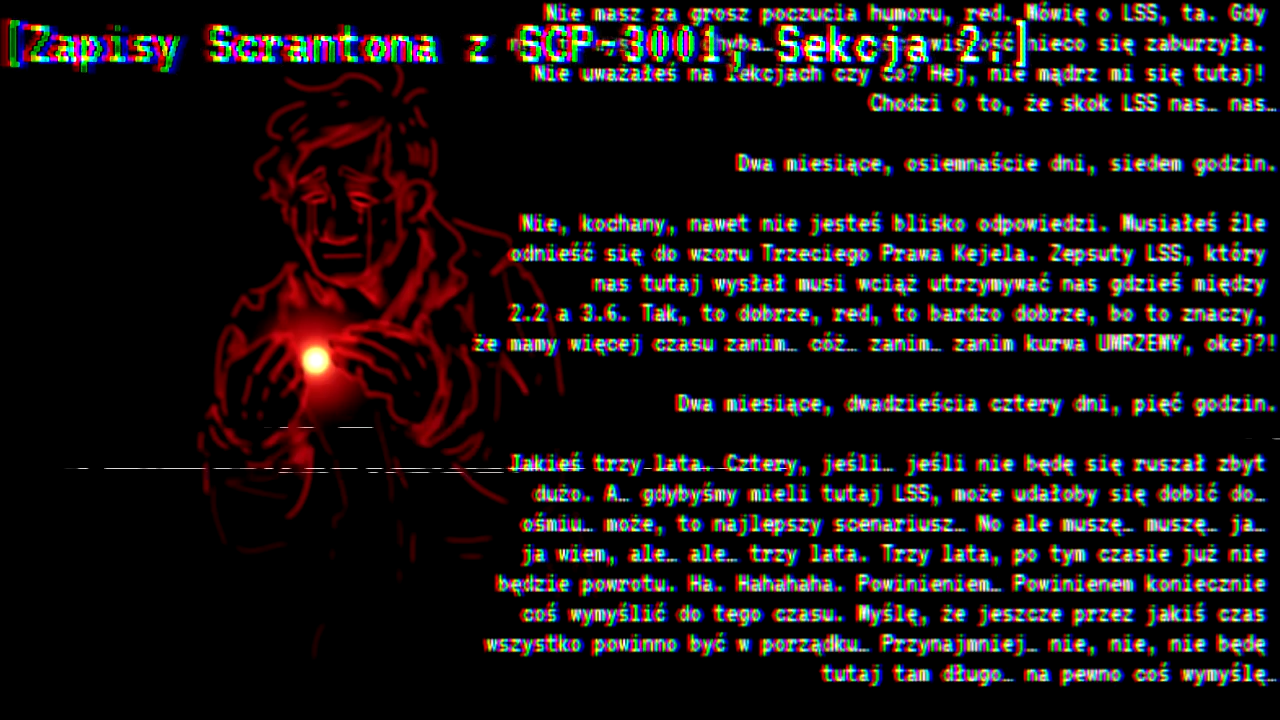 Nie masz za grosz poczucia humoru, red. Mówię o LSS, ta. Gdy
[Zapisy Scrantona z SCP-3001, Sekcja 2.]
nieco się zaburzyła.
Nie uważałeś na lekcjach czy co? Hej, nie mądrz mi się tutaj!
Chodzi o to, że skok LSS nas… nas…
Dwa miesiące, osiemnaście dni, siedem godzin.
Nie, kochany, nawet nie jesteś blisko odpowiedzi. Musiałeś źle
odnieść się do wzoru Trzeciego Prawa Kejela. Zepsuty LSS, który
nas tutaj wysłał musi wciąż utrzymywać nas gdzieś między
2.2 a 3.6. Tak, to dobrze, red, to bardzo dobrze, bo to znaczy,
że mamy więcej czasu zanim… cóż… zanim… zanim kurwa UMRZEMY, okej?!
Dwa miesiące, dwadzieścia cztery dni, pięć godzin.
Jakieś trzy lata. Cztery, jeśli… jeśli nie będę się ruszał zbyt
dużo. A… gdybyśmy mieli tutaj LSS, może udałoby się dobić do…
ośmiu… może, to najlepszy scenariusz… No ale muszę… muszę… ja…
ja wiem, ale… ale… trzy lata. Trzy lata, po tym czasie już nie
będzie powrotu. Ha. Hahahaha. Powinieniem… Powinienem koniecznie
coś wymyślić do tego czasu. Myślę, że jeszcze przez jakiś czas
wszystko powinno być w porządku… Przynajmniej… nie, nie, nie będę
tutaj tam długo… na pewno coś wymyślę…